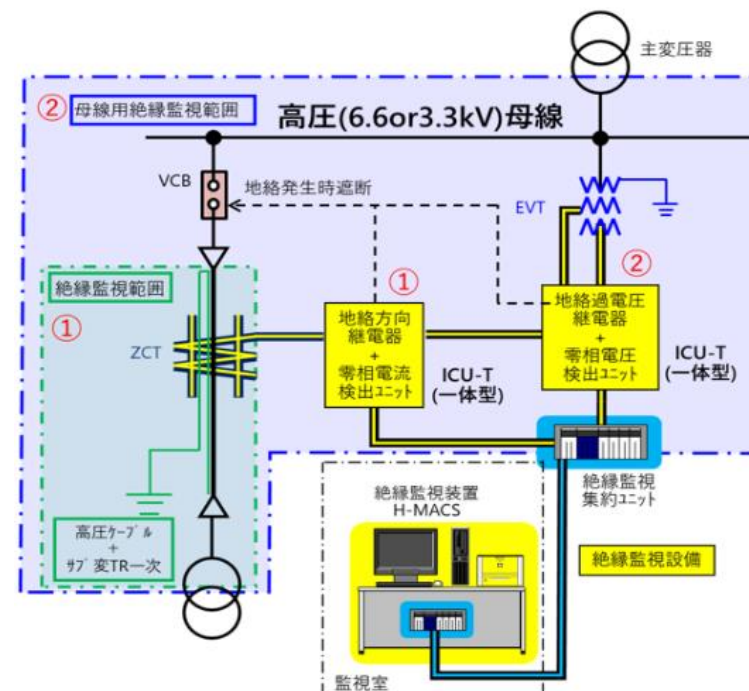 主変圧器
② 母線用絶縁監視範囲
高圧(6.6or3.3kV)母線
VCB
地絡発生時遮断
EVT
②
絶縁監視範囲
①
①
ZCT
地絡方向
継電器
+
零相電流
検出ﾕﾆｯﾄ
ICU-T
(一体型)
地絡過電圧
継電器
+
零相電圧
検出ﾕﾆｯﾄ
ICU-T
(一体型)
絶縁監視
集約ﾕﾆｯﾄ
高圧ｹｰﾌﾞﾙ
+
ｻﾌﾞ変TR一次
絶縁監視装置
H-MACS
絶縁監視設備
監視室